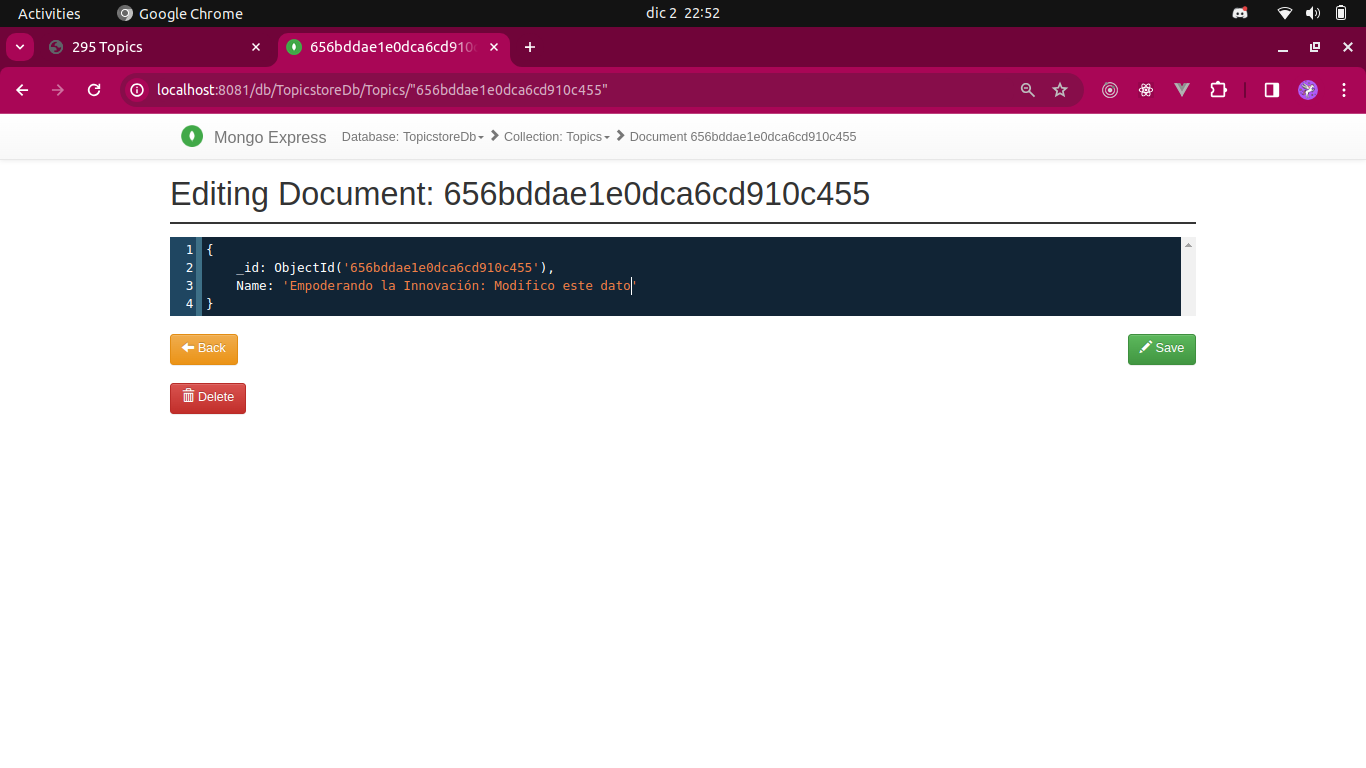 Activities
Google Chrome
dic 2 22:52
295 Topics
656bddae1e0dca6cd910
localhost:8081/db/TopicstoreDb/Topics/"656bddae1e0dca6cd910c455"
Mongo Express
Database: TopicstoreDb
Collection: Topics
Document 656bddae1e0dca6cd910c455
Editing Document: 656bddae1e0dca6cd910c455
1 {
2 _id: ObjectId('656bddae1e0dca6cd910c455'),
3 Name: 'Empoderando la Innovación: Modifico este dato'
4 }
Back
Save
Delete